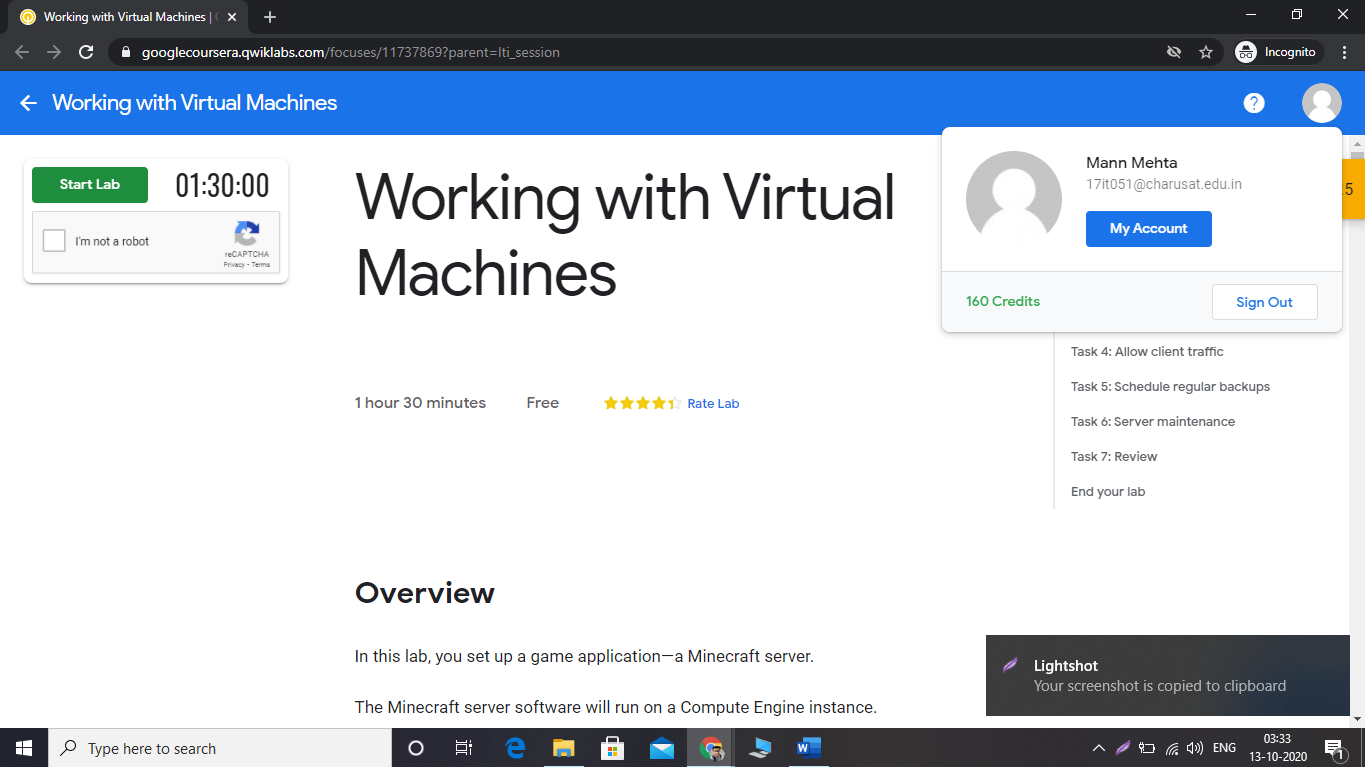 Working with Virtual Machines |
googlecoursera.qwiklabs.com/focuses/11737869?parent=lti_session
Incognito
Working with Virtual Machines
?
Start Lab
01:30:00
I'm not a robot
reCAPTCHA
Privacy - Terms
Working with Virtual
Machines
Mann Mehta
17it051@charusat.edu.in
My Account
160 Credits
Sign Out
5
1 hour 30 minutes
Free
Rate Lab
Task 4: Allow client traffic
Task 5: Schedule regular backups
Task 6: Server maintenance
Task 7: Review
End your lab
Overview
In this lab, you set up a game application—a Minecraft server.
The Minecraft server software will run on a Compute Engine instance.
Lightshot
Your screenshot is copied to clipboard
Type here to search
ENG
03:33
13-10-2020
1